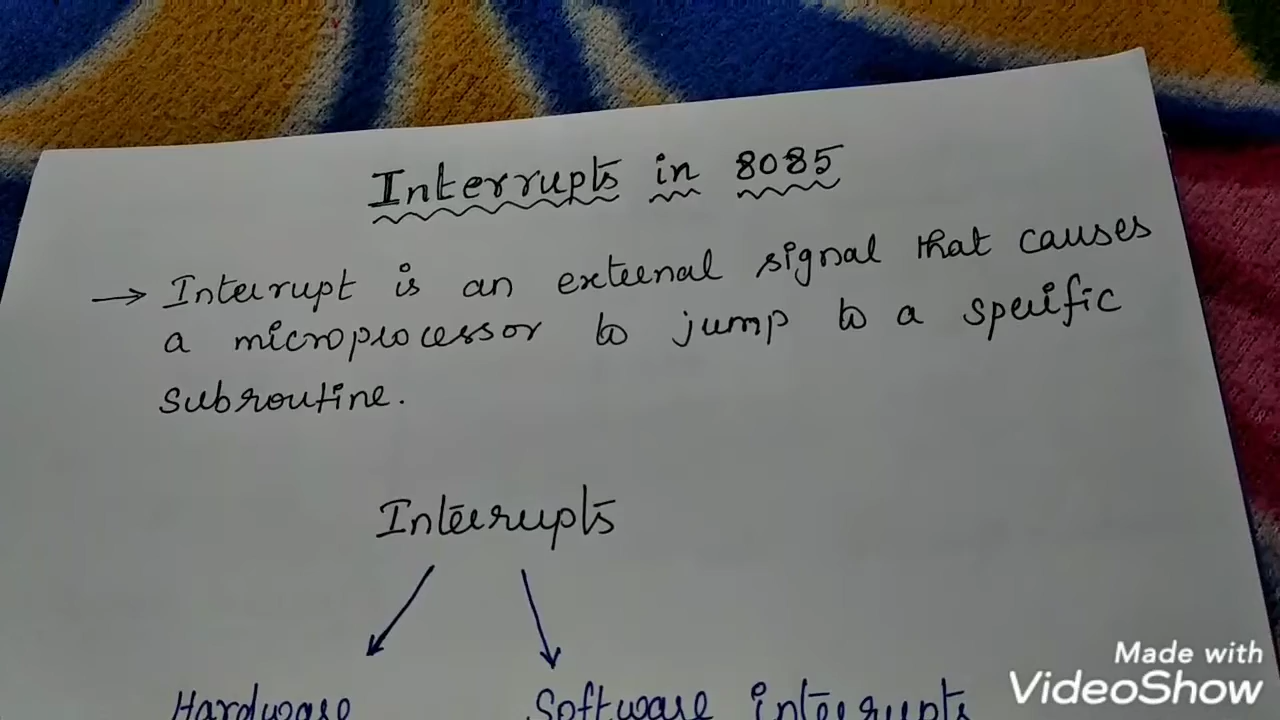 Interrupts in 8085
→ Interrupt is an external signal that causes
a microprocessor to jump to a specific
subroutine.
Interrupts
Hardware Software interrupts
Made with
VideoShow